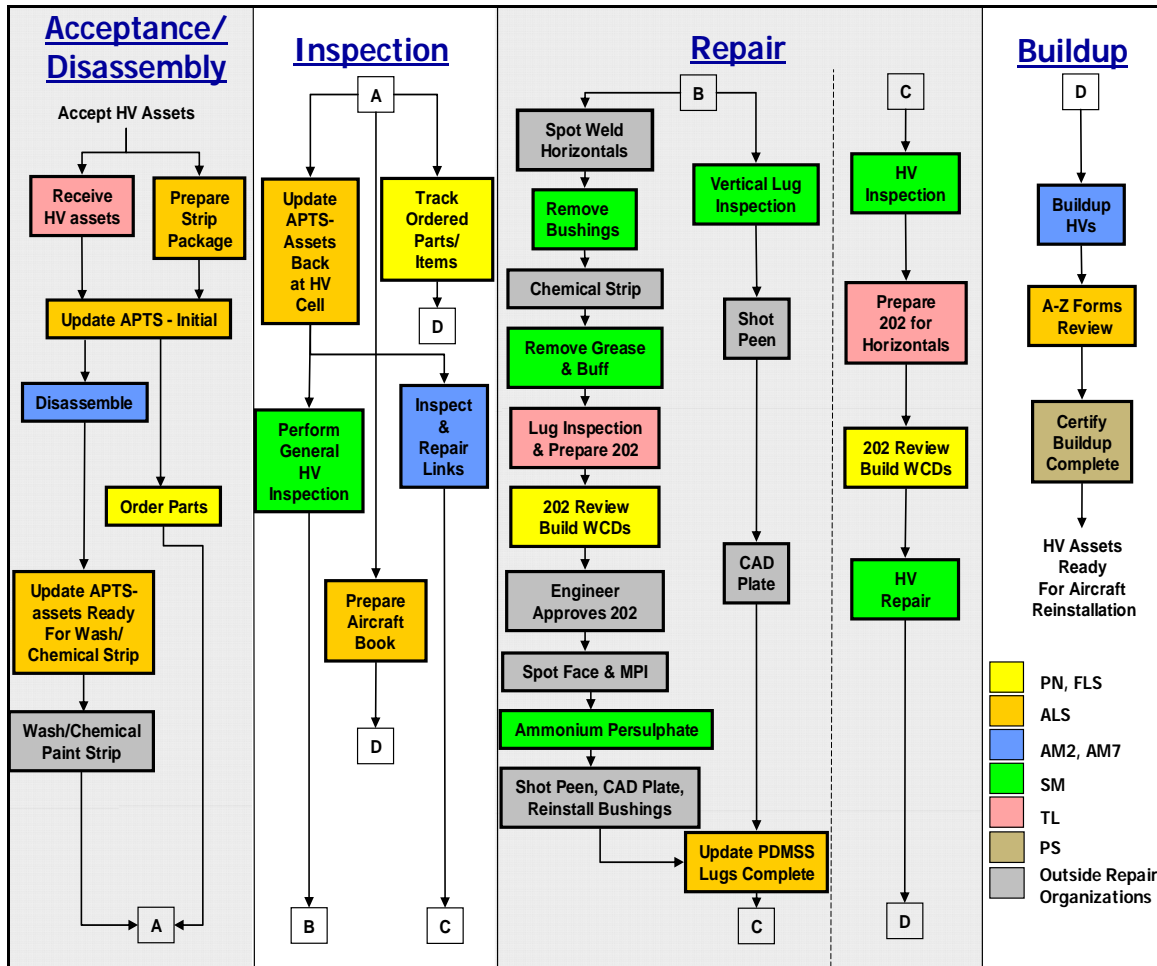 Acceptance/
Disassembly
Accept HV Assets
Receive
HV assets
Prepare
Strip
Package
Update APTS - Initial
Disassemble
Order Parts
Update APTS-
assets Ready
For Wash/
Chemical Strip
Wash/Chemical
Paint Strip
A
Inspection
A
Update
APTS-
Assets
Back
at HV
Cell
Track
Ordered
Parts/
Items
D
Perform
General
HV
Inspection
Inspect
&
Repair
Links
Prepare
Aircraft
Book
D
B
C
Repair
B
Spot Weld
Horizontals
Vertical Lug
Inspection
Remove
Bushings
Chemical Strip
Shot
Peen
Remove Grease
& Buff
Lug Inspection
& Prepare 202
202 Review
Build WCDs
CAD
Plate
Engineer
Approves 202
Spot Face & MPI
Ammonium Persulphate
Shot Peen, CAD Plate,
Reinstall Bushings
Update PDMSS
Lugs Complete
C
C
HV
Inspection
Prepare
202 for
Horizontals
202 Review
Build WCDs
HV
Repair
D
Buildup
D
Buildup
HVs
A-Z Forms
Review
Certify
Buildup
Complete
HV Assets
Ready
For Aircraft
Reinstallation
PN, FLS
ALS
AM2, AM7
SM
TL
PS
Outside Repair
Organizations